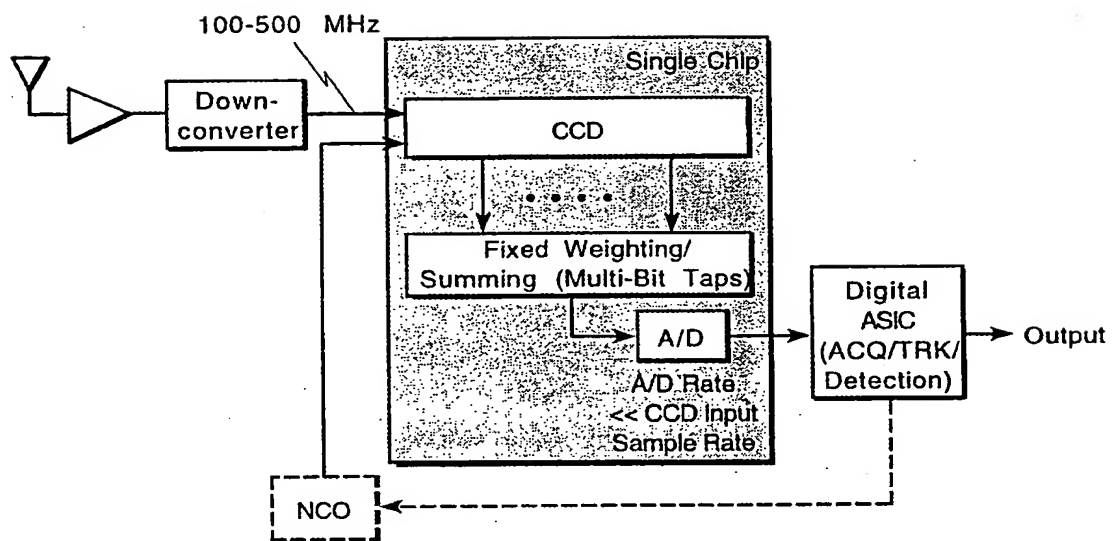 100-500 MHz
Single Chip
Down-
converter
CCD
Fixed Weighting/
Summing (Multi-Bit Taps)
A/D
A/D Rate
<< CCD Input
Sample Rate
Digital
ASIC
(ACQ/TRK/
Detection)
Output
NCO